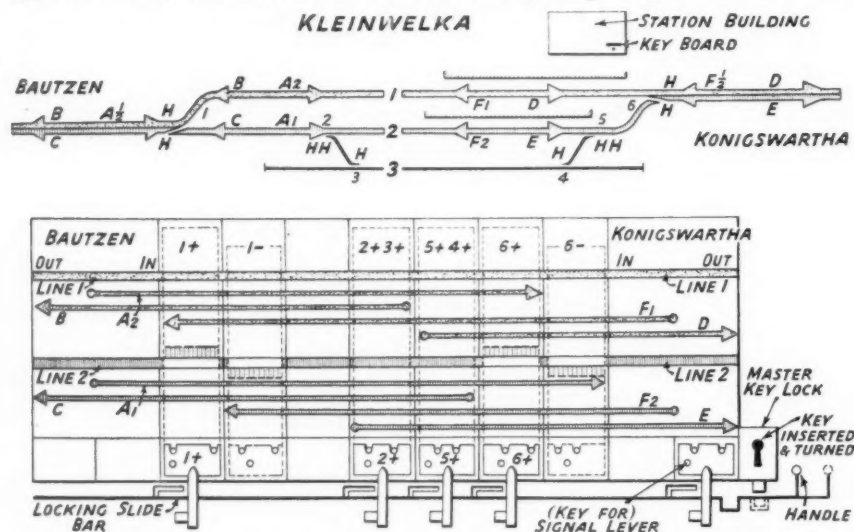 KLEINWELKA
STATION BUILDING
KEY BOARD
BAUTZEN
B A2 1 F1 D H F½ D
B A½ H 1 6 H E
C H C A1 2 2 F2 E 5
HH H HH KONIGSWARTHA
3 3 H 4
BAUTZEN 1+ 1- 2+3+ 5+4+ 6+ 6- KONIGSWARTHA
OUT IN IN OUT
LINE 1 LINE 1
A2 F1
B D
LINE 2 LINE 2
A1 F2
C E
MASTER
KEY LOCK
KEY
INSERTED
& TURNED
1+ 2+ 5+ 6+
LOCKING SLIDE
BAR
(KEY FOR)
SIGNAL LEVER
HANDLE